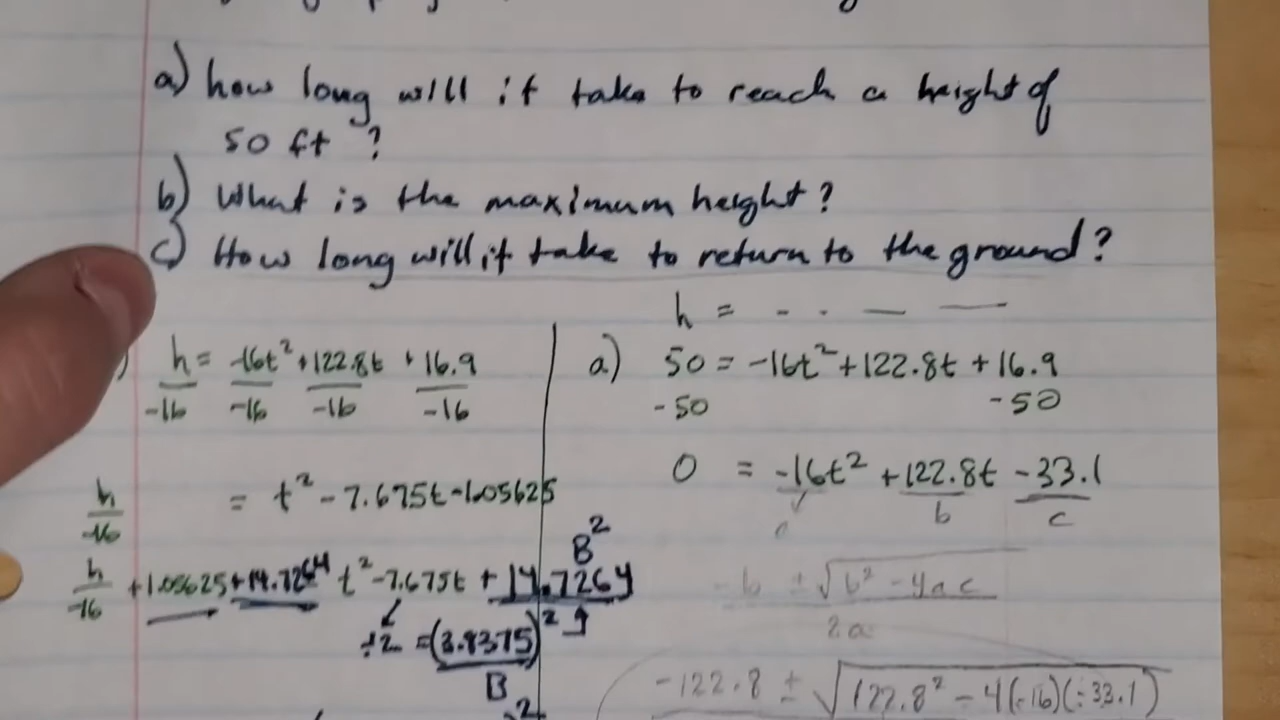 a) how long will it take to reach a height of
50 ft ?
b) What is the maximum height?
c) How long will it take to return to the ground?
h =
) h = -16t² + 122.8t + 16.9
-16 -16 -16 -16
h/-16 = t² - 7.675t - 1.05625
B²
h/-16 + 1.05625 + 14.7264 t² - 7.675t + 14.7264
÷2 = (3.8375)²
B
2
a) 50 = -16t² + 122.8t + 16.9
-50 -50
0 = -16t² + 122.8t - 33.1
a b c
-b ± √b² - 4ac
2a
-122.8 ± √122.8² - 4(-16)(-33.1)